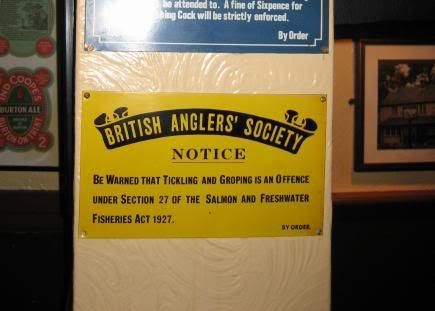 be attended to. A fine of Sixpence for
Cock will be strictly enforced.
By Order
BRITISH ANGLERS' SOCIETY
NOTICE
BE WARNED THAT TICKLING AND GROPING IS AN OFFENCE
UNDER SECTION 27 OF THE SALMON AND FRESHWATER
FISHERIES ACT 1927.
BY ORDER.
COOPES
BURTON ALE
2